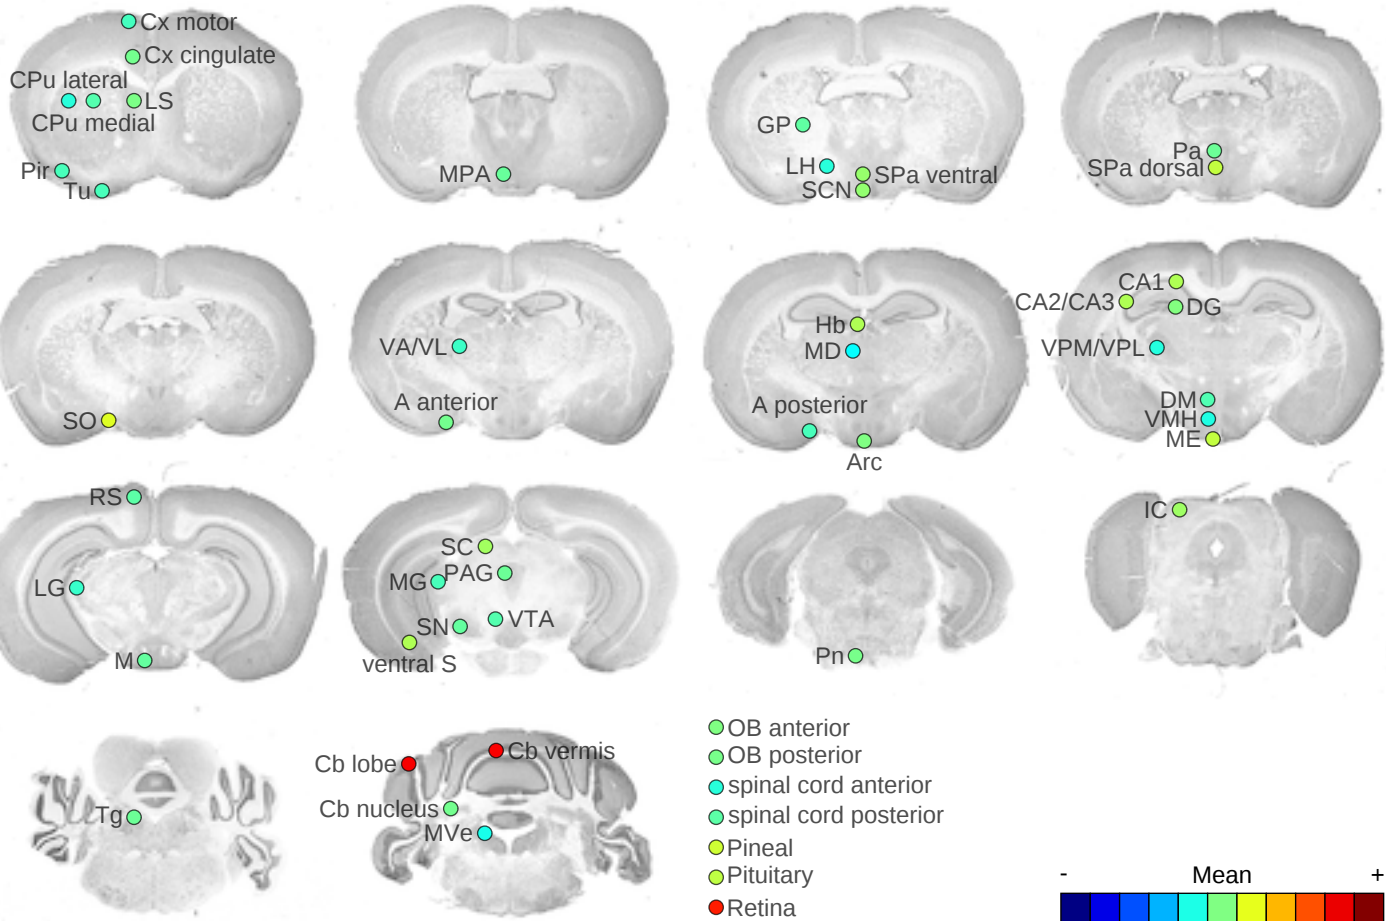 Cx motor
Cx cingulate
CPu lateral
LS
CPu medial
Pir
Tu
MPA
GP
LH
SPa ventral
SCN
Pa
SPa dorsal
SO
VA/VL
A anterior
Hb
MD
A posterior
Arc
CA1
CA2/CA3
DG
VPM/VPL
DM
VMH
ME
RS
LG
M
SC
PAG
MG
SN
VTA
ventral S
Pn
IC
Tg
Cb vermis
Cb lobe
Cb nucleus
MVe
OB anterior
OB posterior
spinal cord anterior
spinal cord posterior
Pineal
Pituitary
Retina
- Mean +